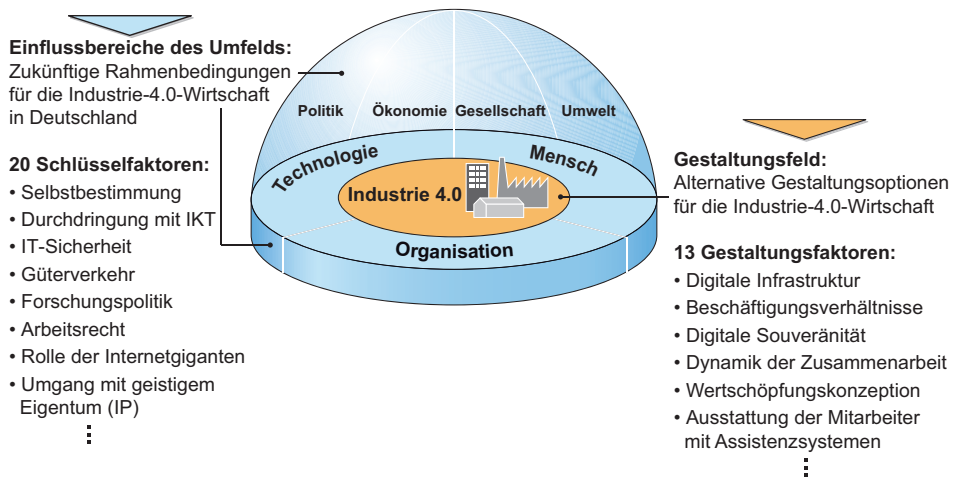 Einflussbereiche des Umfelds:
Zukünftige Rahmenbedingungen
für die Industrie-4.0-Wirtschaft
in Deutschland
20 Schlüsselfaktoren:
• Selbstbestimmung
• Durchdringung mit IKT
• IT-Sicherheit
• Güterverkehr
• Forschungspolitik
• Arbeitsrecht
• Rolle der Internetgiganten
• Umgang mit geistigem
Eigentum (IP)
Politik Ökonomie Gesellschaft Umwelt
Technologie Mensch
Industrie 4.0
Organisation
Gestaltungsfeld:
Alternative Gestaltungsoptionen
für die Industrie-4.0-Wirtschaft
13 Gestaltungsfaktoren:
• Digitale Infrastruktur
• Beschäftigungsverhältnisse
• Digitale Souveränität
• Dynamik der Zusammenarbeit
• Wertschöpfungskonzeption
• Ausstattung der Mitarbeiter
mit Assistenzsystemen